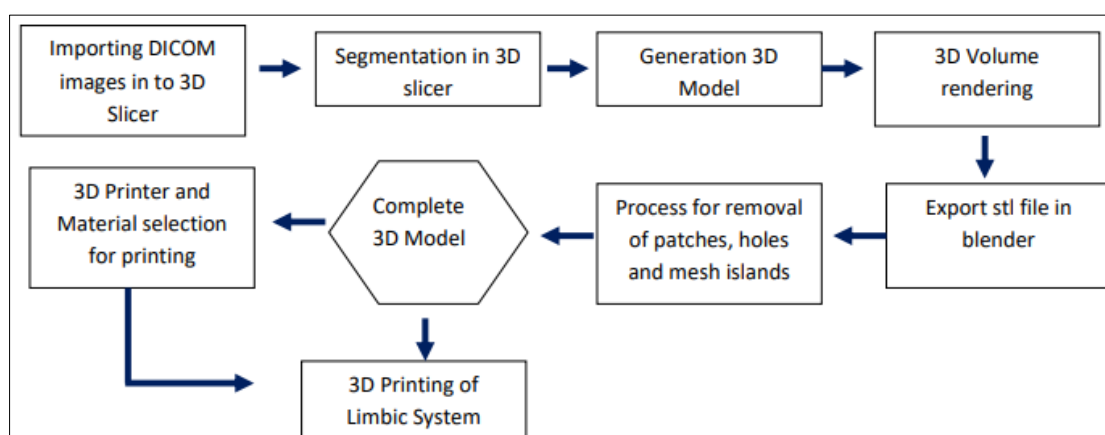 Importing DICOM
images in to 3D
Slicer
Segmentation in 3D
slicer
Generation 3D
Model
3D Volume
rendering
Export stl file in
blender
Process for removal
of patches, holes
and mesh islands
Complete
3D Model
3D Printer and
Material selection
for printing
3D Printing of
Limbic System